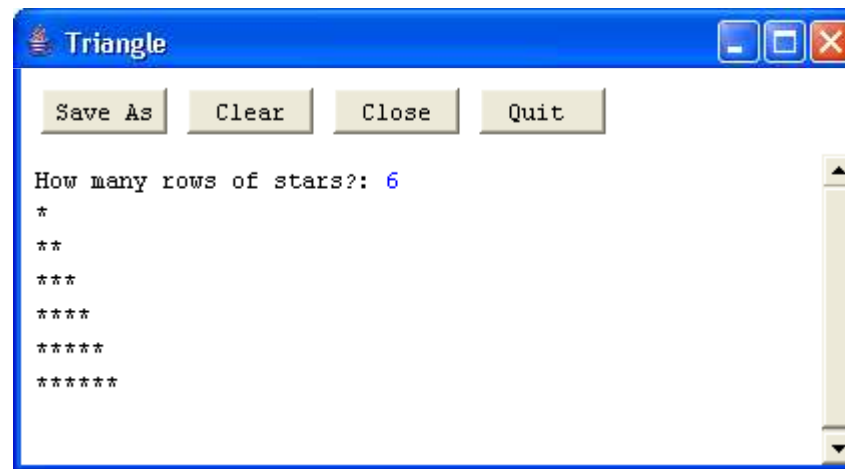 Triangle
Save As Clear Close Quit
How many rows of stars?: 6
*
**
***
****
*****
******